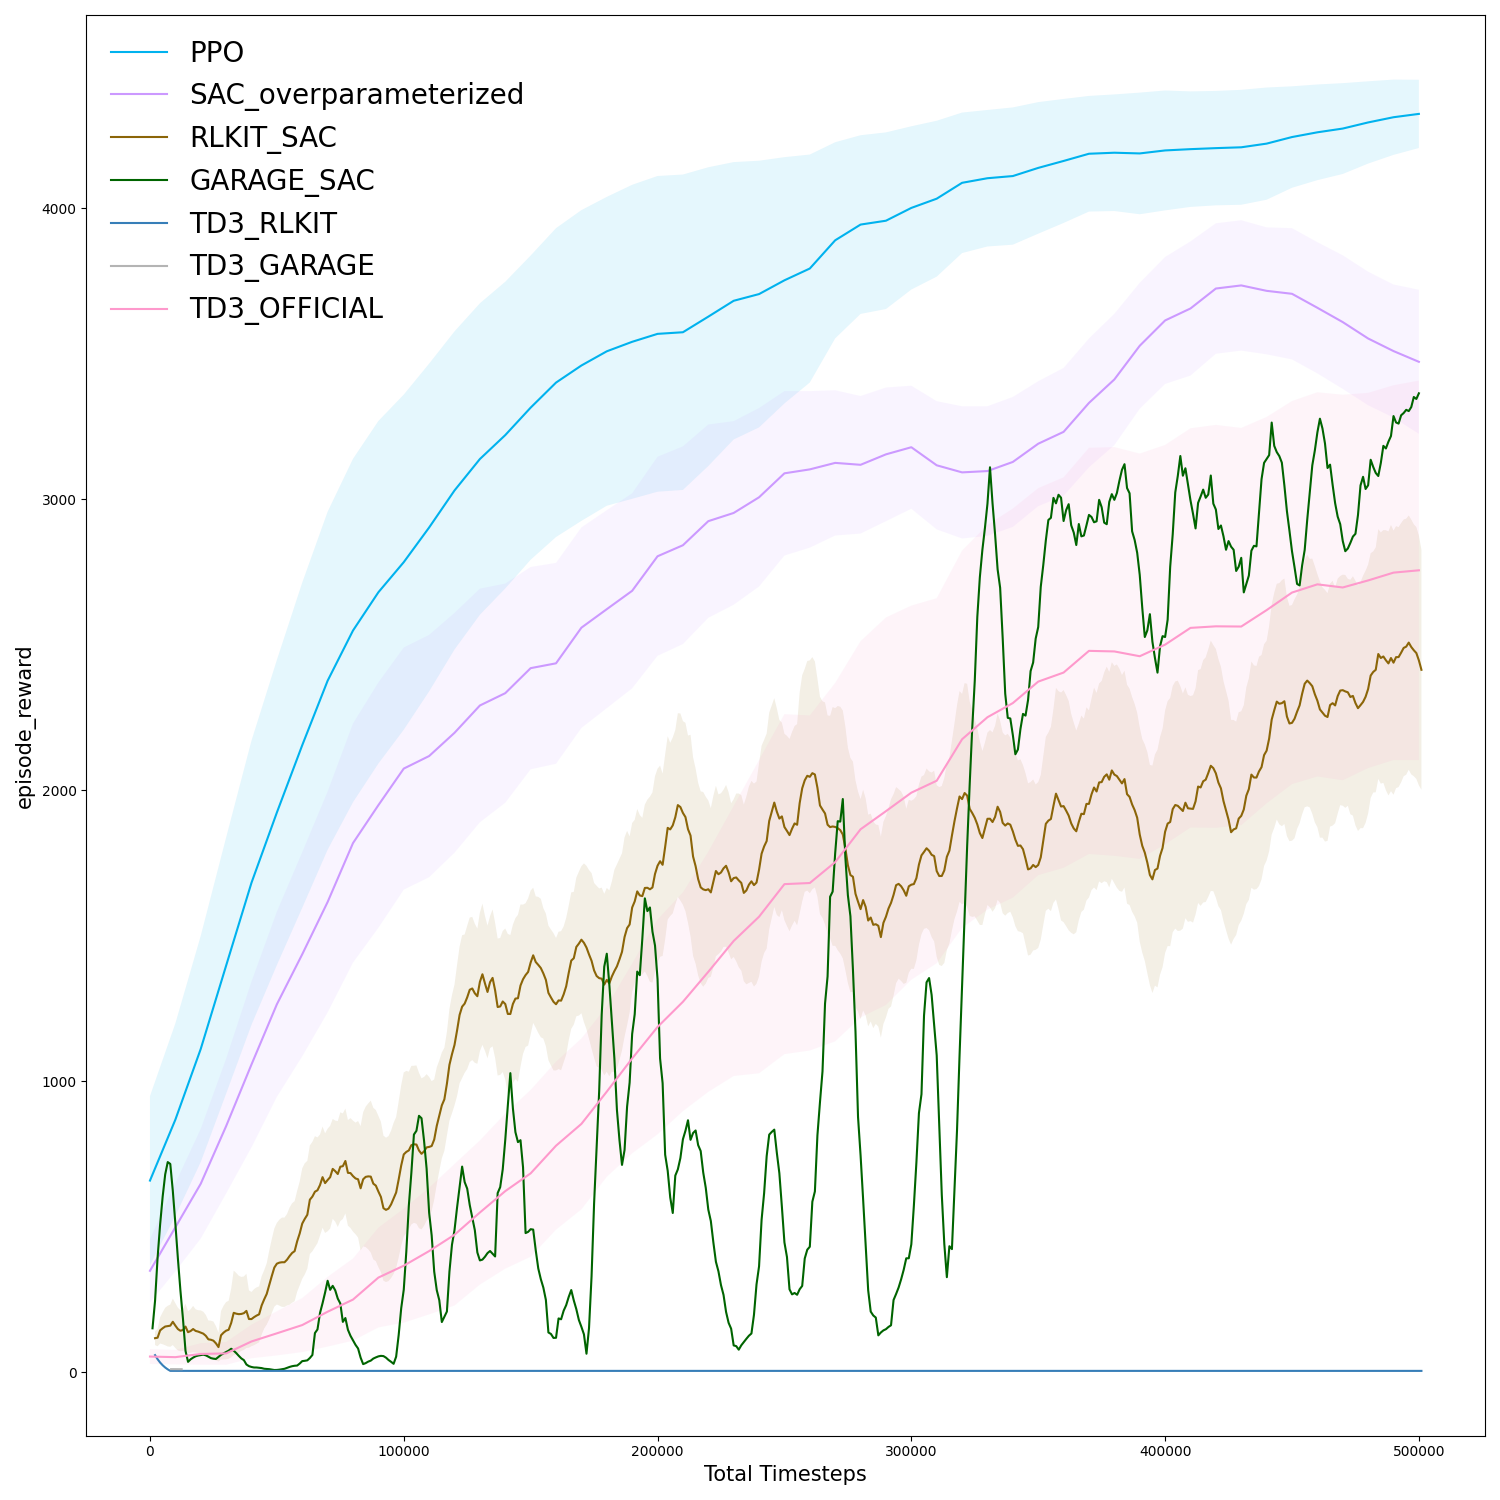 PPO
SAC_overparameterized
RLKIT_SAC
GARAGE_SAC
TD3_RLKIT
TD3_GARAGE
TD3_OFFICIAL
episode_reward
4000
3000
2000
1000
0
0 100000 200000 300000 400000 500000
Total Timesteps